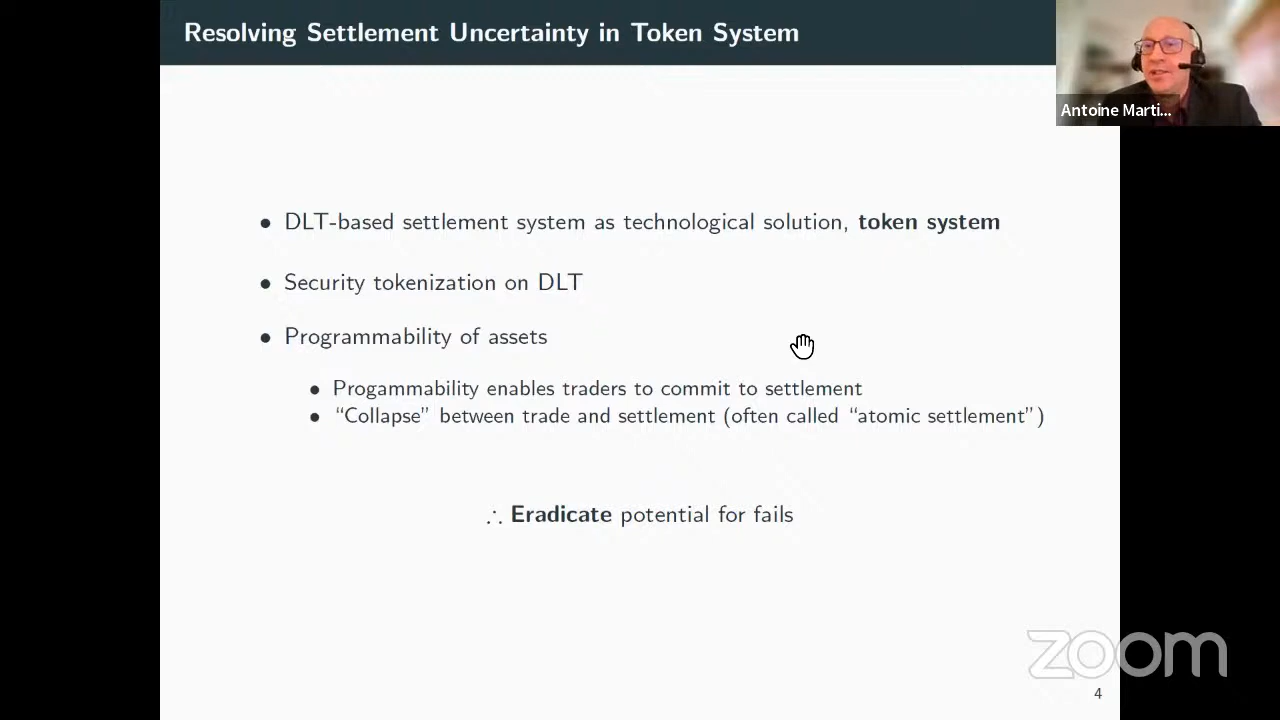 Resolving Settlement Uncertainty in Token System
Antoine Marti...
• DLT-based settlement system as technological solution, token system
• Security tokenization on DLT
• Programmability of assets
• Progammability enables traders to commit to settlement
• “Collapse” between trade and settlement (often called “atomic settlement”)
∴ Eradicate potential for fails
zoom
4